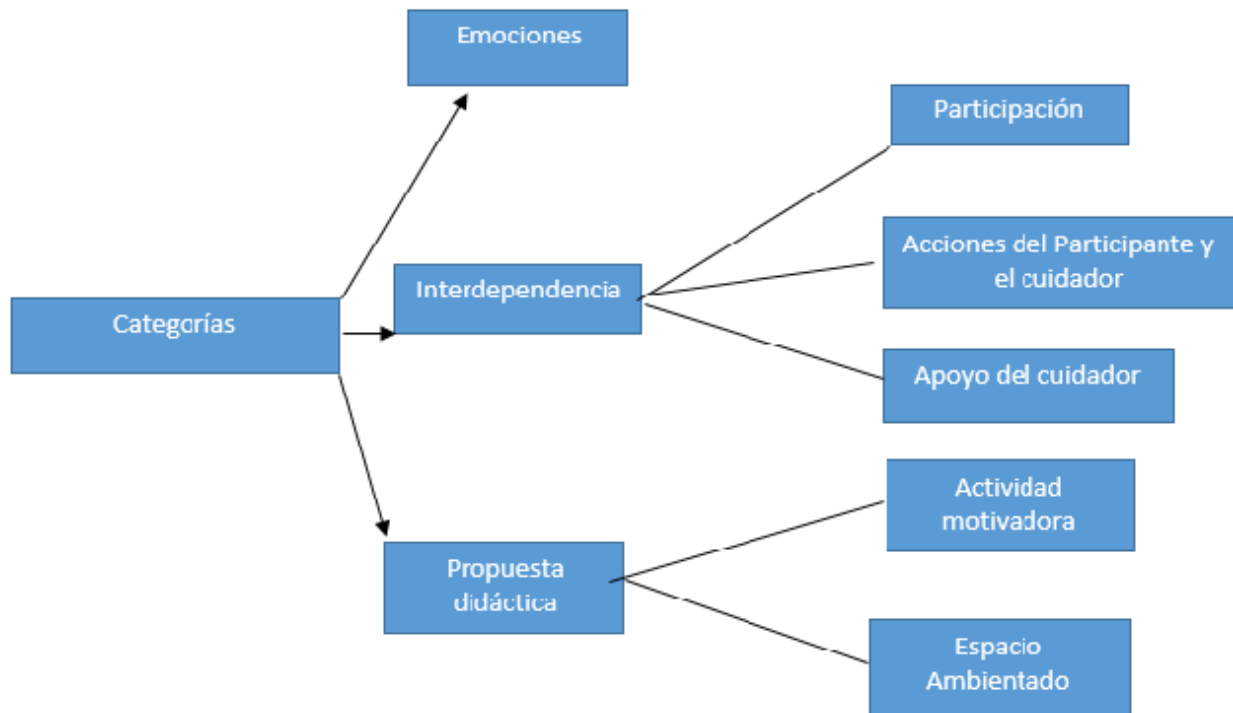 Emociones
Participación
Acciones del Participante y
el cuidador
Interdependencia
Categorías
Apoyo del cuidador
Actividad
motivadora
Propuesta
didáctica
Espacio
Ambientado